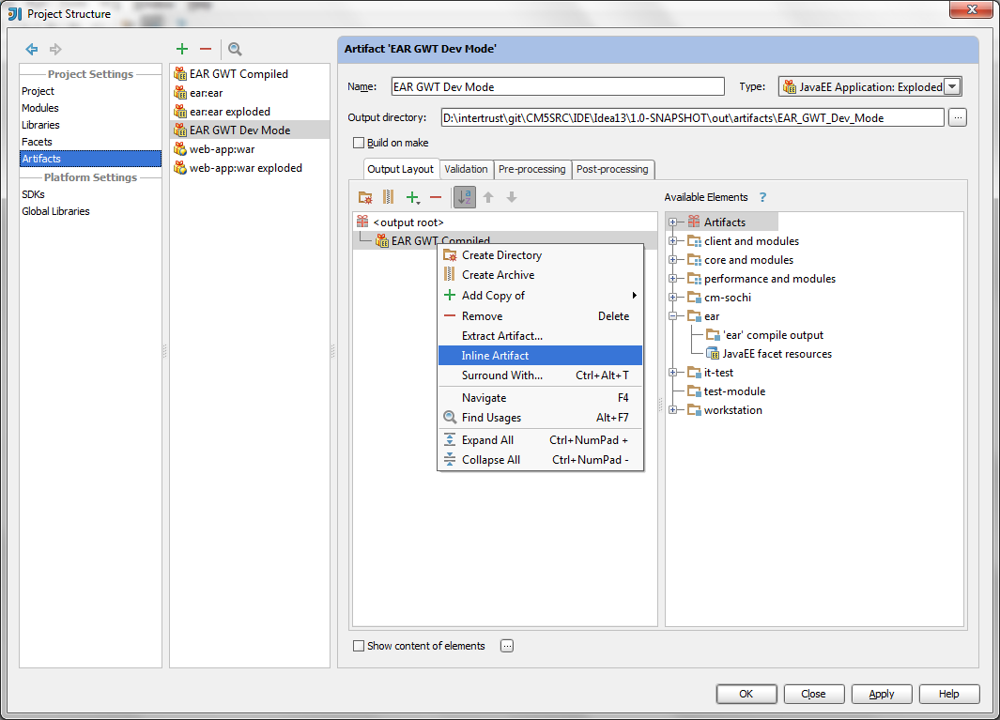 Project Structure
Project Settings
Project
Modules
Libraries
Facets
Artifacts
Platform Settings
SDKs
Global Libraries
EAR GWT Compiled
ear:ear
ear:ear exploded
EAR GWT Dev Mode
web-app:war
web-app:war exploded
Artifact 'EAR GWT Dev Mode'
Name: EAR GWT Dev Mode Type: JavaEE Application: Exploded
Output directory: D:\intertrust\git\CM5SRC\IDE\Idea13\1.0-SNAPSHOT\out\artifacts\EAR_GWT_Dev_Mode ...
Build on make
Output Layout Validation Pre-processing Post-processing
<output root>
EAR GWT Compiled
Create Directory
Create Archive
Add Copy of
Remove Delete
Extract Artifact...
Inline Artifact
Surround With... Ctrl+Alt+T
Navigate F4
Find Usages Alt+F7
Expand All Ctrl+NumPad +
Collapse All Ctrl+NumPad -
Available Elements ?
Artifacts
client and modules
core and modules
performance and modules
cm-sochi
ear
'ear' compile output
JavaEE facet resources
it-test
test-module
workstation
Show content of elements ...
OK Close Apply Help